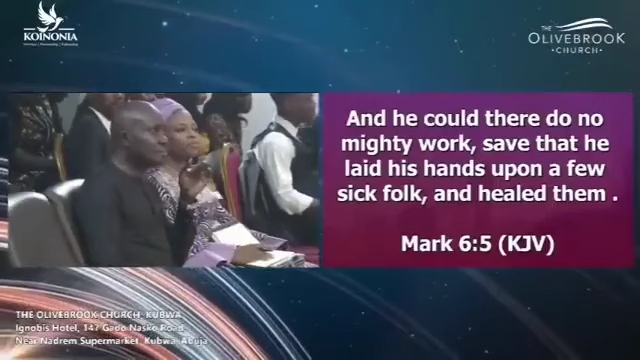 KOINONIA
THE
OLIVEBROOK
CHURCH
And he could there do no
mighty work, save that he
laid his hands upon a few
sick folk, and healed them .
Mark 6:5 (KJV)
THE OLIVEBROOK CHURCH, KUBWA
Ignobis Hotel, 147 Gado Nasko Road,
Near Nadrem Supermarket, Kubwa, Abuja